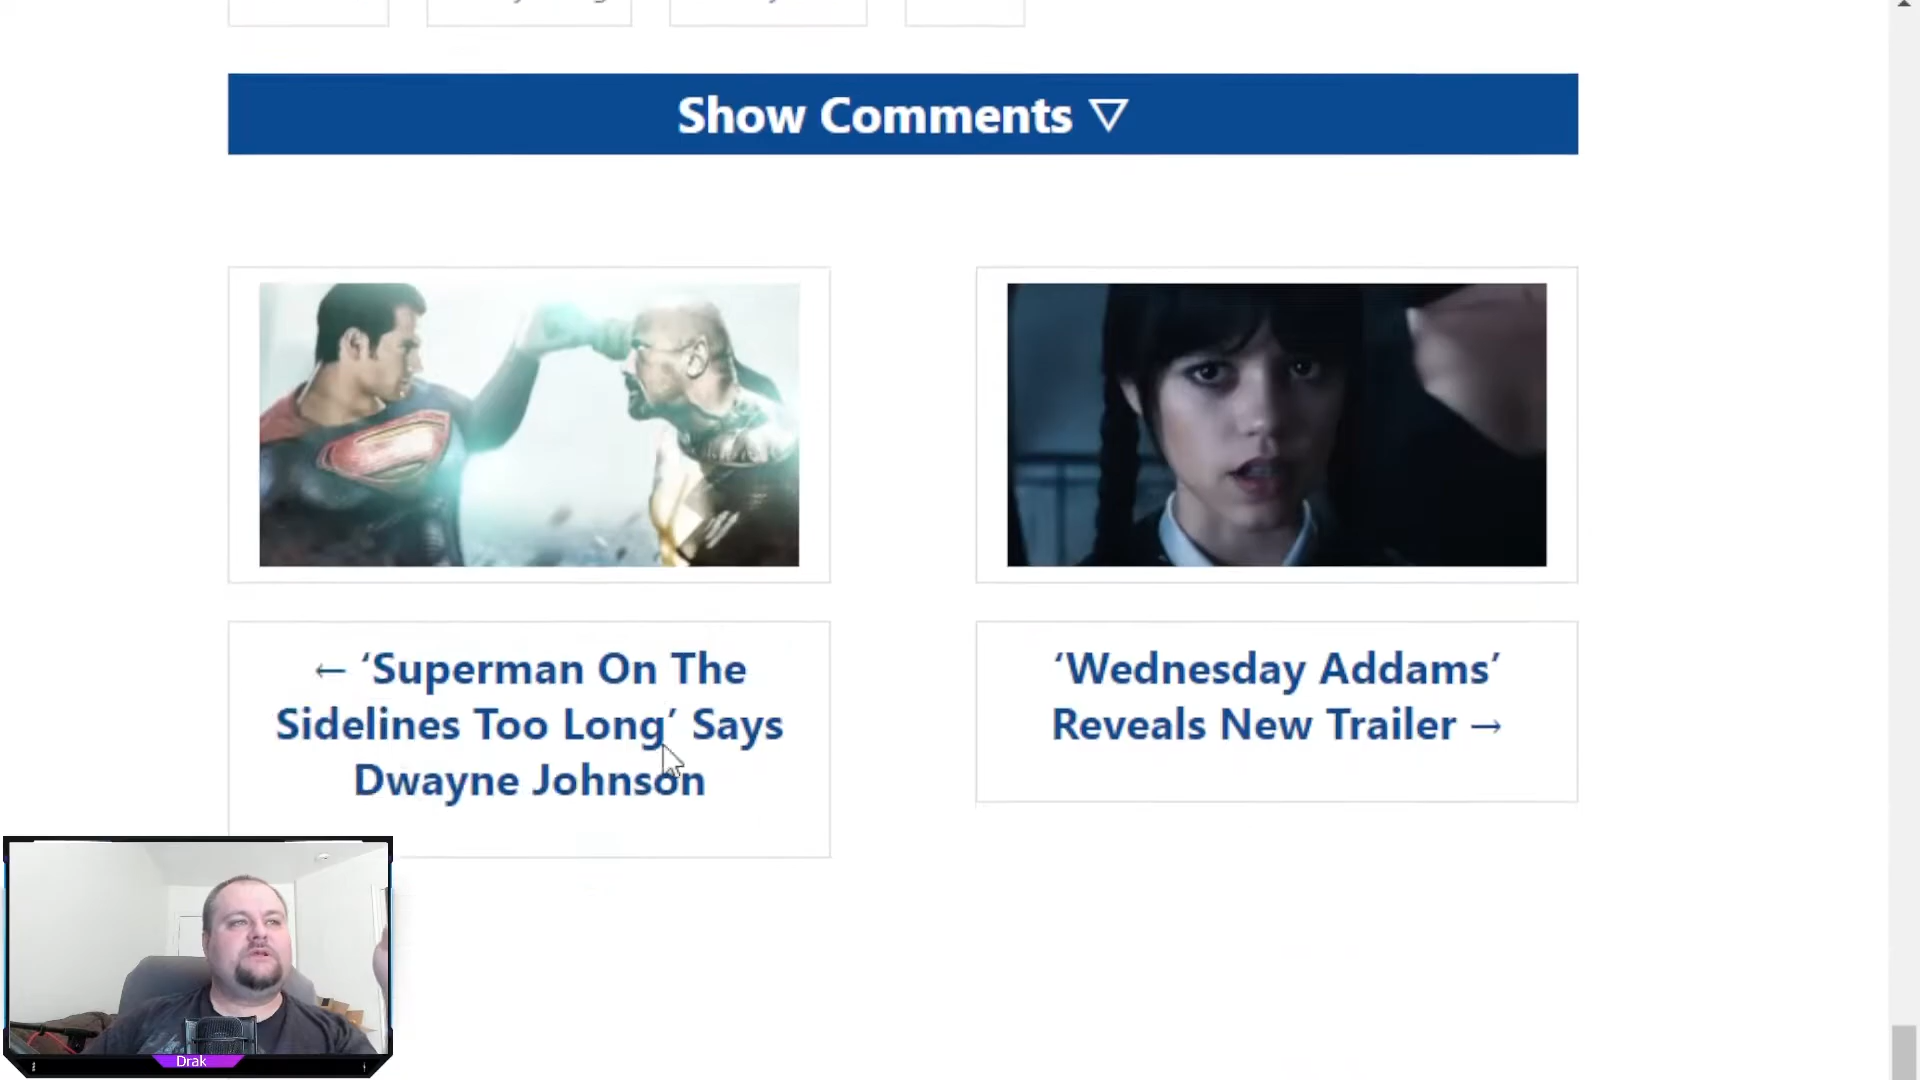 Show Comments ▽
← ‘Superman On The
Sidelines Too Long’ Says
Dwayne Johnson
‘Wednesday Addams’
Reveals New Trailer →
Drak